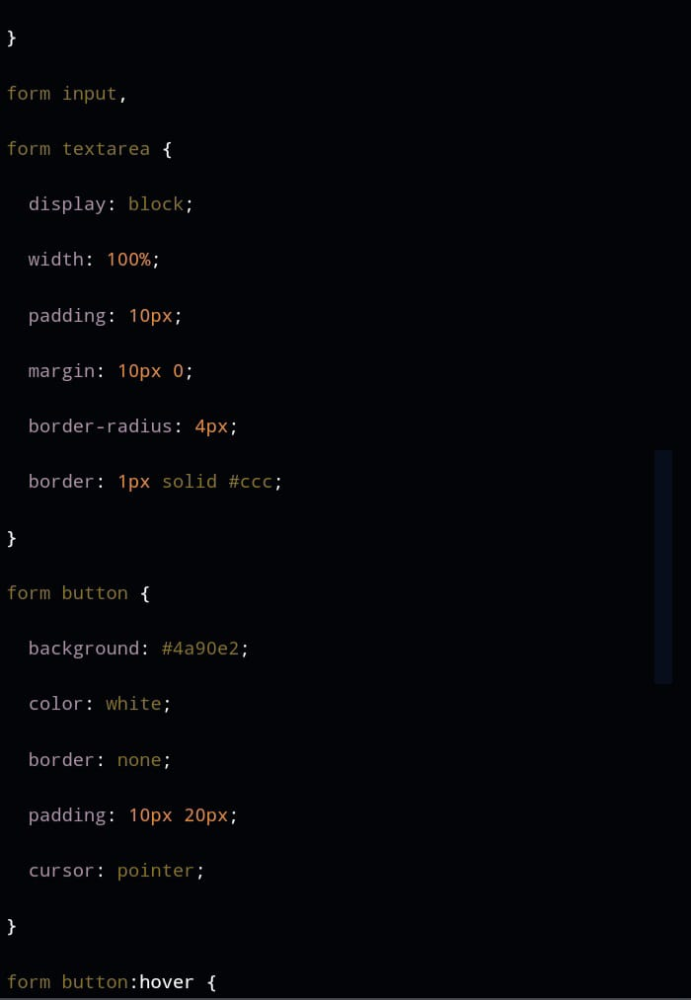 }
form input,
form textarea {
  display: block;
  width: 100%;
  padding: 10px;
  margin: 10px 0;
  border-radius: 4px;
  border: 1px solid #ccc;
}
form button {
  background: #4a90e2;
  color: white;
  border: none;
  padding: 10px 20px;
  cursor: pointer;
}
form button:hover {